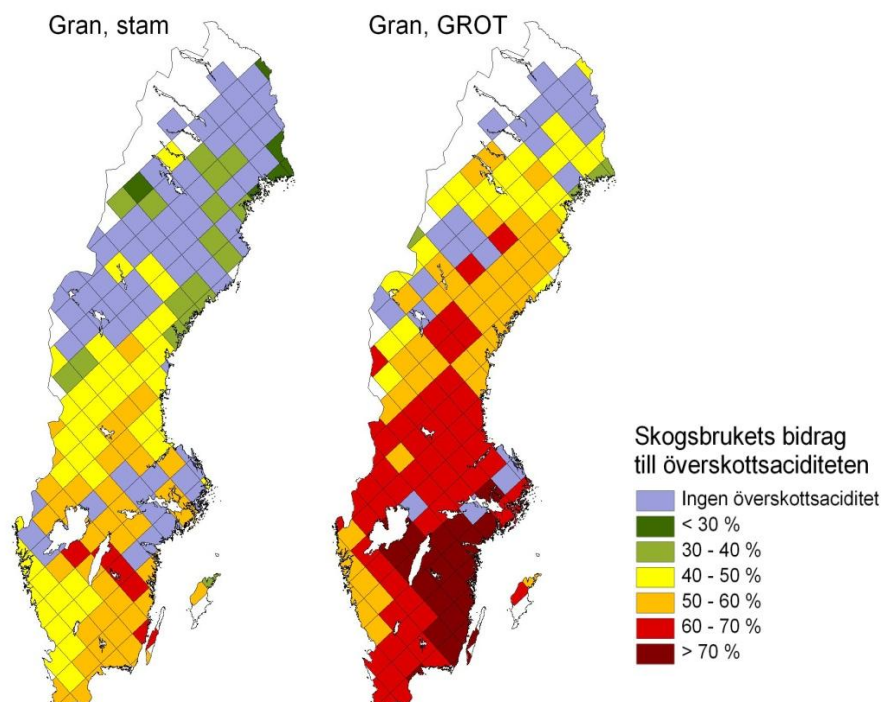 Gran, stam
Gran, GROT
Skogsbrukets bidrag
till överskottsaciditeten
Ingen överskottsaciditet
< 30 %
30 - 40 %
40 - 50 %
50 - 60 %
60 - 70 %
> 70 %